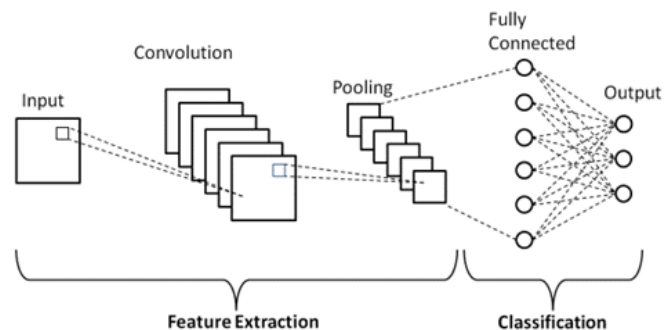 Fully
Connected
Convolution
Pooling
Input
Output
Feature Extraction
Classification